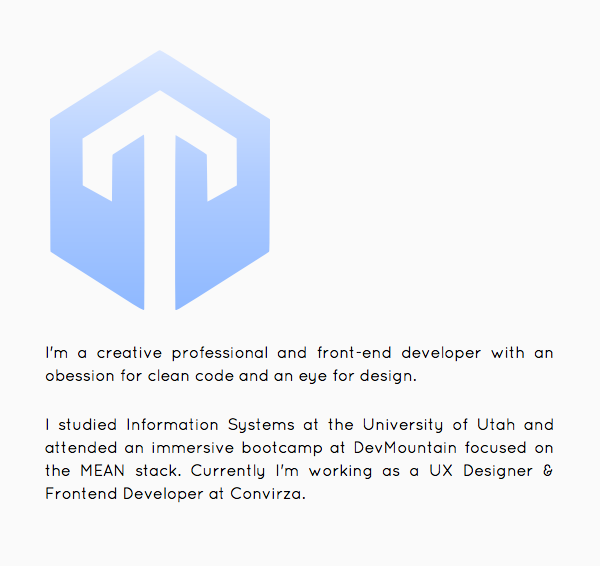 I'm a creative professional and front-end developer with an
obession for clean code and an eye for design.
I studied Information Systems at the University of Utah and
attended an immersive bootcamp at DevMountain focused on
the MEAN stack. Currently I'm working as a UX Designer &
Frontend Developer at Convirza.